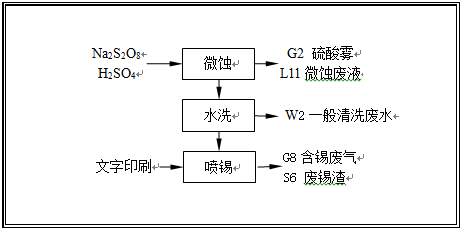 Na2S2O8
H2SO4
微蚀
G2 硫酸雾
L11 微蚀废液
水洗
W2 一般清洗废水
文字印刷
喷锡
G8 含锡废气
S6 废锡渣